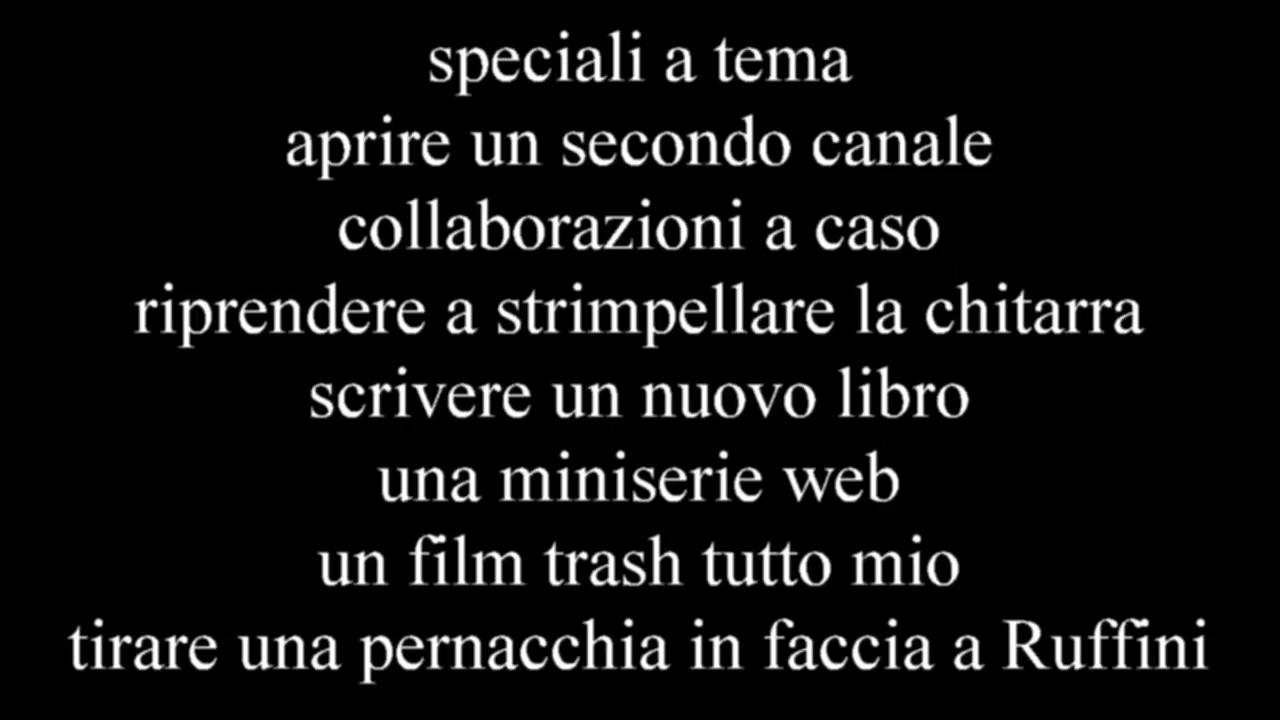 speciali a tema
aprire un secondo canale
collaborazioni a caso
riprendere a strimpellare la chitarra
scrivere un nuovo libro
una miniserie web
un film trash tutto mio
tirare una pernacchia in faccia a Ruffini